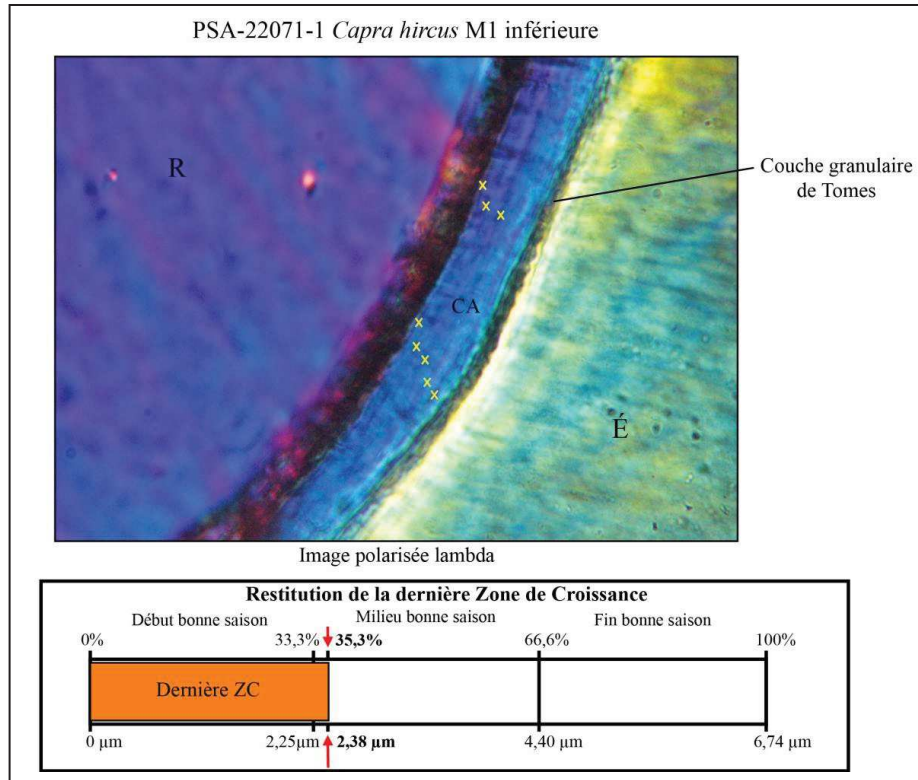 PSA-22071-1 Capra hircus M1 inférieure
R
Couche granulaire
de Tomes
CA
É
Image polarisée lambda
Restitution de la dernière Zone de Croissance
Début bonne saison Milieu bonne saison Fin bonne saison
0% 33,3% 35,3% 66,6% 100%
Dernière ZC
0 µm 2,25µm 2,38 µm 4,40 µm 6,74 µm